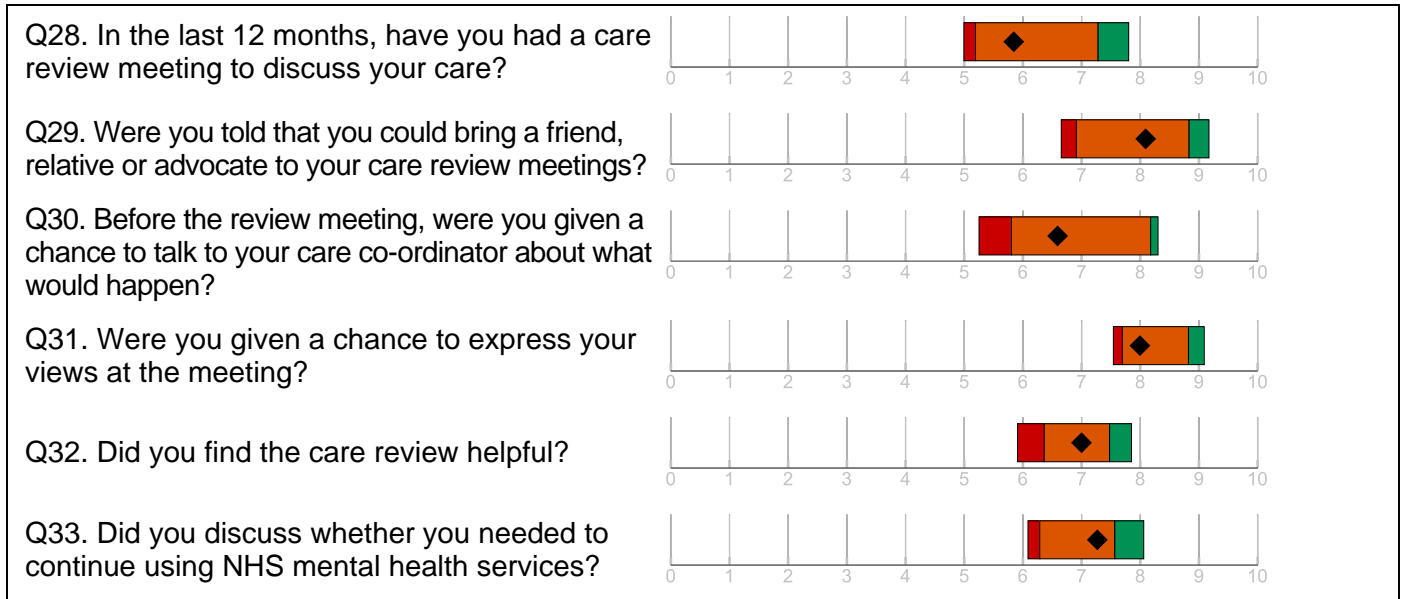 Q28. In the last 12 months, have you had a care
review meeting to discuss your care?
0 1 2 3 4 5 6 7 8 9 10
Q29. Were you told that you could bring a friend,
relative or advocate to your care review meetings?
0 1 2 3 4 5 6 7 8 9 10
Q30. Before the review meeting, were you given a
chance to talk to your care co-ordinator about what
would happen?
0 1 2 3 4 5 6 7 8 9 10
Q31. Were you given a chance to express your
views at the meeting?
0 1 2 3 4 5 6 7 8 9 10
Q32. Did you find the care review helpful?
0 1 2 3 4 5 6 7 8 9 10
Q33. Did you discuss whether you needed to
continue using NHS mental health services?
0 1 2 3 4 5 6 7 8 9 10